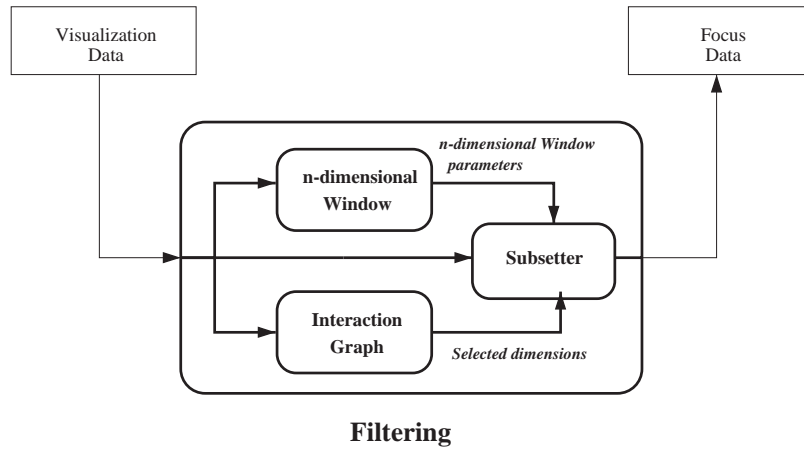 Visualization
Data
Focus
Data
n-dimensional Window
parameters
n-dimensional
Window
Subsetter
Interaction
Graph
Selected dimensions
Filtering